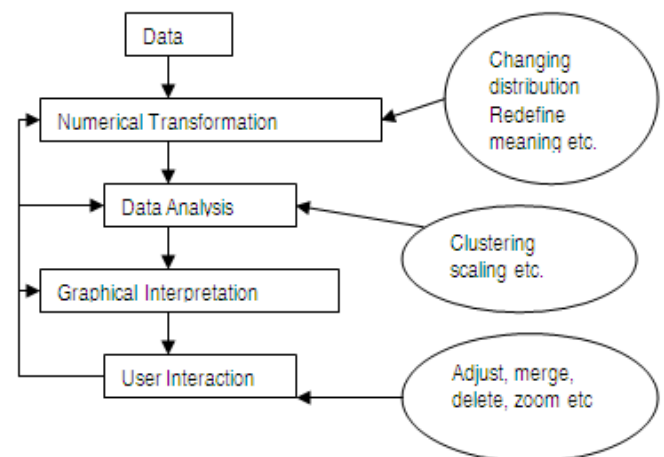 Data
Changing
distribution
Redefine
meaning etc.
Numerical Transformation
Data Analysis
Clustering
scaling etc.
Graphical Interpretation
User Interaction
Adjust, merge,
delete, zoom etc